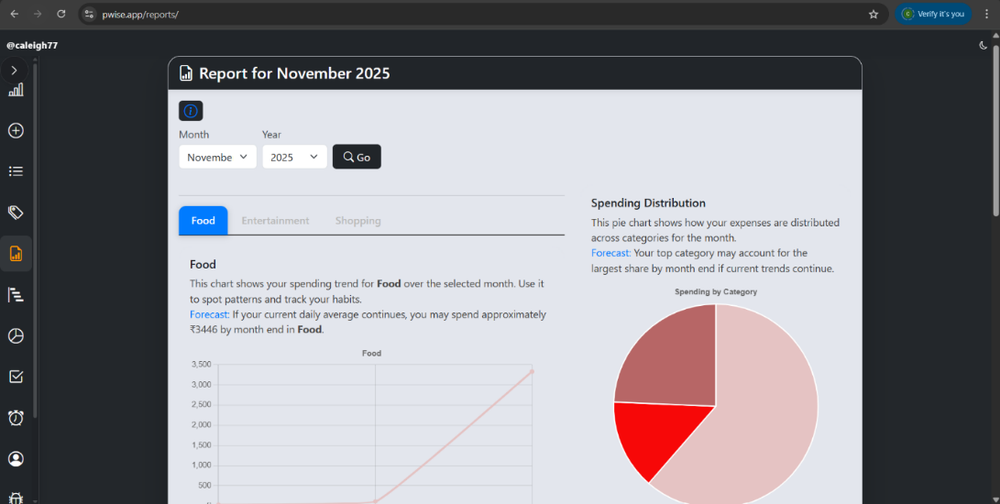 pwise.app/reports/
Verify it's you
@caleigh77
Report for November 2025
Month
Year
Novembe
2025
Go
Food
Entertainment
Shopping
Food
This chart shows your spending trend for Food over the selected month. Use it
to spot patterns and track your habits.
Forecast: If your current daily average continues, you may spend approximately
₹3446 by month end in Food.
Food
3,500
3,000
2,500
2,000
1,500
1,000
500
Spending Distribution
This pie chart shows how your expenses are distributed
across categories for the month.
Forecast: Your top category may account for the
largest share by month end if current trends continue.
Spending by Category